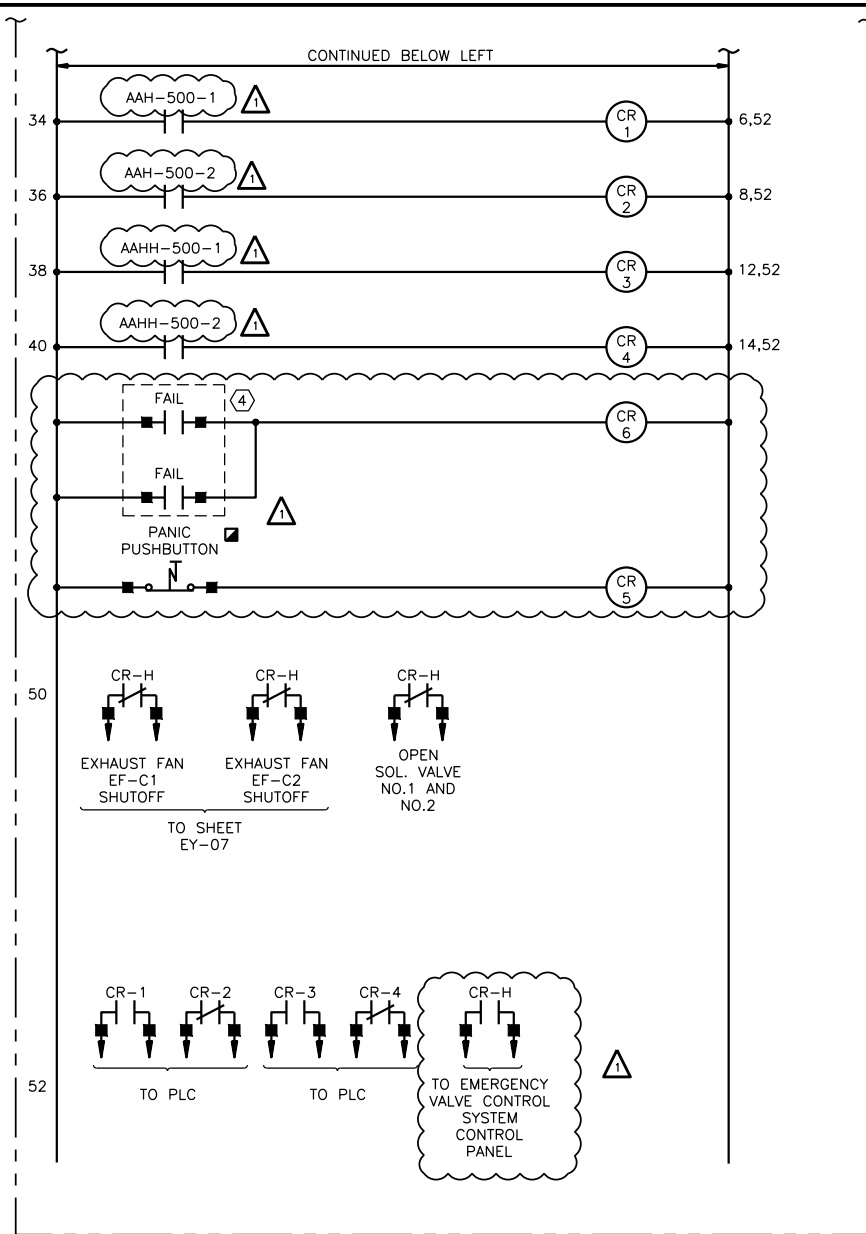 CONTINUED BELOW LEFT
AAH-500-1
1
34
CR
1
6,52
AAH-500-2
1
36
CR
2
8,52
AAHH-500-1
1
38
CR
3
12,52
AAHH-500-2
1
40
CR
4
14,52
FAIL
4
CR
6
FAIL
1
PANIC
PUSHBUTTON
CR
5
50
CR-H
CR-H
CR-H
EXHAUST FAN
EF-C1
SHUTOFF
EXHAUST FAN
EF-C2
SHUTOFF
OPEN
SOL. VALVE
NO.1 AND
NO.2
TO SHEET
EY-07
CR-1
CR-2
CR-3
CR-4
CR-H
1
52
TO PLC
TO PLC
TO EMERGENCY
VALVE CONTROL
SYSTEM
CONTROL
PANEL